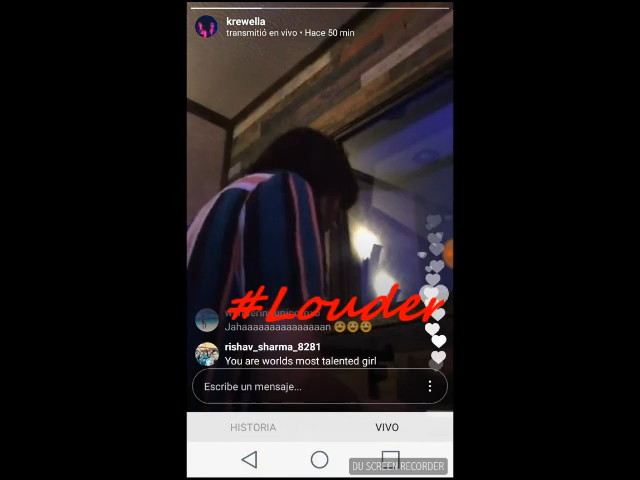 krewella
transmitió en vivo • Hace 50 min
#Louder
Jahaaaaaaaaaaaaaaaan 😂😂😂
rishav_sharma_8281
You are worlds most talented girl
Escribe un mensaje...
HISTORIA
VIVO
DU SCREEN RECORDER